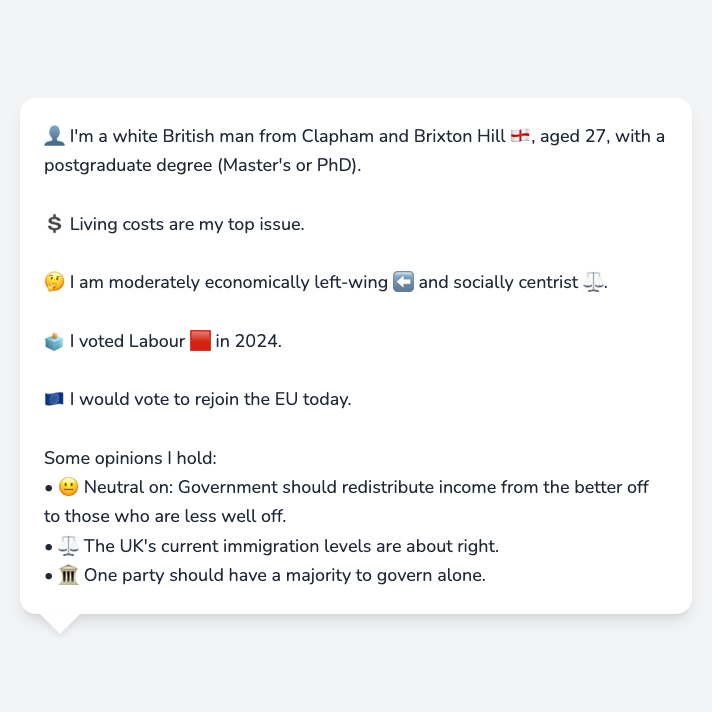 👤 I'm a white British man from Clapham and Brixton Hill 🏴󠁧󠁢󠁥󠁮󠁧󠁿, aged 27, with a
postgraduate degree (Master's or PhD).
💲 Living costs are my top issue.
🤔 I am moderately economically left-wing ⬅️ and socially centrist ⚖️.
🗳️ I voted Labour 🟥 in 2024.
🇪🇺 I would vote to rejoin the EU today.
Some opinions I hold:
• 😐 Neutral on: Government should redistribute income from the better off
to those who are less well off.
• ⚖️ The UK's current immigration levels are about right.
• 🏛️ One party should have a majority to govern alone.